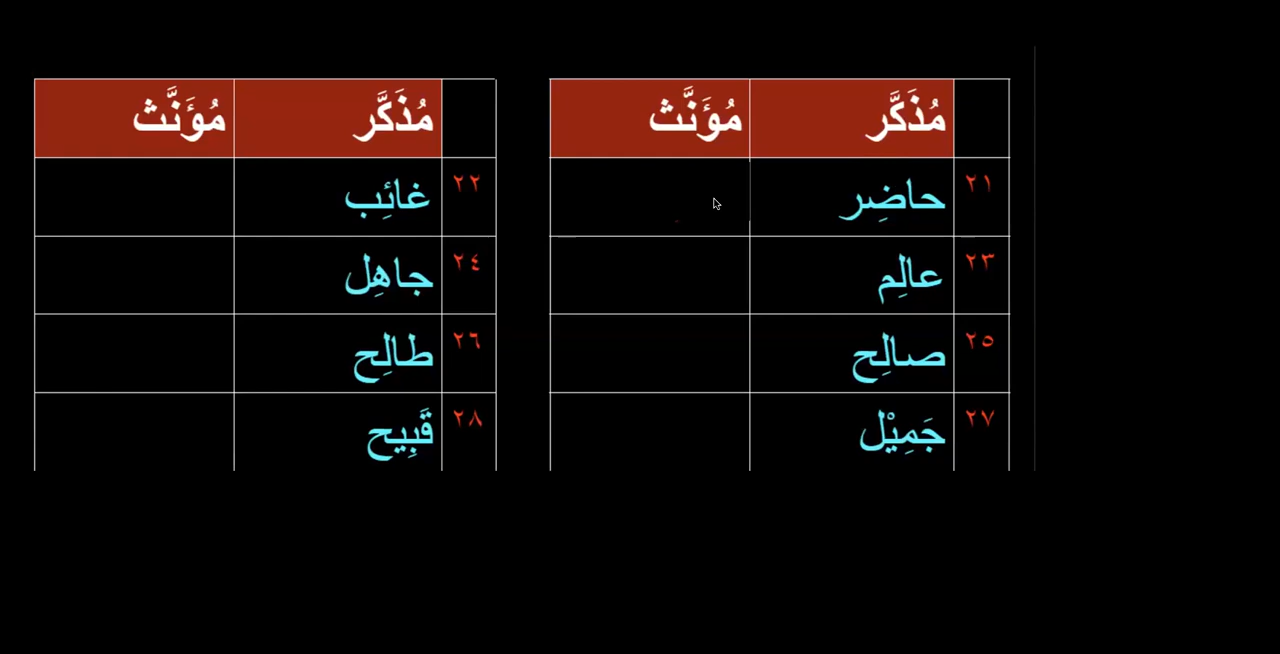 مُذَكَّر مُؤَنَّث
٢١ حاضِر
٢٣ عالِم
٢٥ صالِح
٢٧ جَمِيْل
مُذَكَّر مُؤَنَّث
٢٢ غائِب
٢٤ جاهِل
٢٦ طالِح
٢٨ قَبِيح